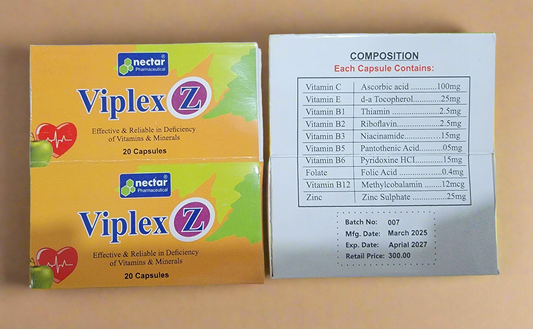 nectar
Pharmaceutical
Viplex Z
Effective & Reliable in Deficiency
of Vitamins & Minerals
20 Capsules
nectar
Pharmaceutical
Viplex Z
Effective & Reliable in Deficiency
of Vitamins & Minerals
20 Capsules
COMPOSITION
Each Capsule Contains:
Vitamin C Ascorbic acid ..........100mg
Vitamin E d-a Tocopherol..........25mg
Vitamin B1 Thiamin ....................2.5mg
Vitamin B2 Riboflavin..................2.5mg
Vitamin B3 Niacinamide...............15mg
Vitamin B5 Pantothenic Acid.......05mg
Vitamin B6 Pyridoxine HCl...........15mg
Folate Folic Acid ..................0.4mg
Vitamin B12 Methylcobalamin .......12mcg
Zinc Zinc Sulphate .............25mg
Batch No: 007
Mfg. Date: March 2025
Exp. Date: Aprial 2027
Retail Price: 300.00